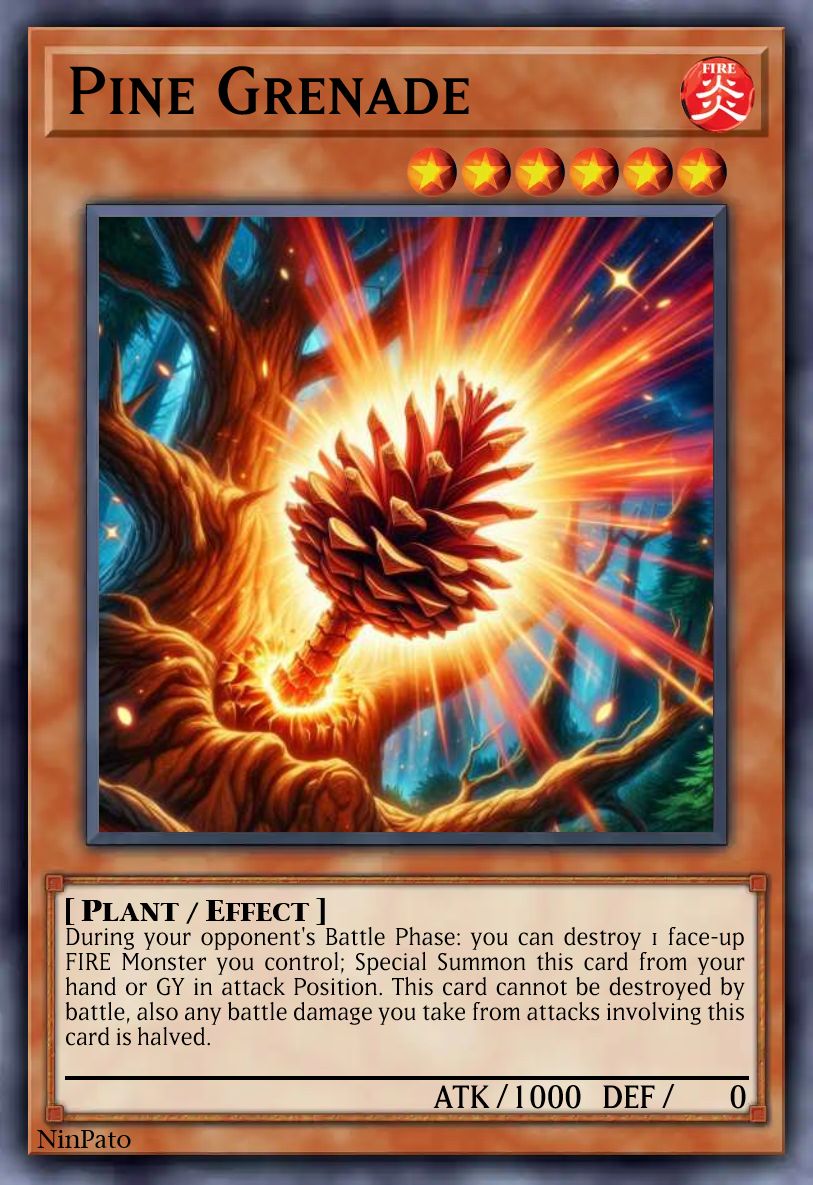 Pine Grenade
FIRE
炎
[ Plant / Effect ]
During your opponent's Battle Phase: you can destroy 1 face-up
FIRE Monster you control; Special Summon this card from your
hand or GY in attack Position. This card cannot be destroyed by
battle, also any battle damage you take from attacks involving this
card is halved.
ATK / 1000 DEF / 0
NinPato